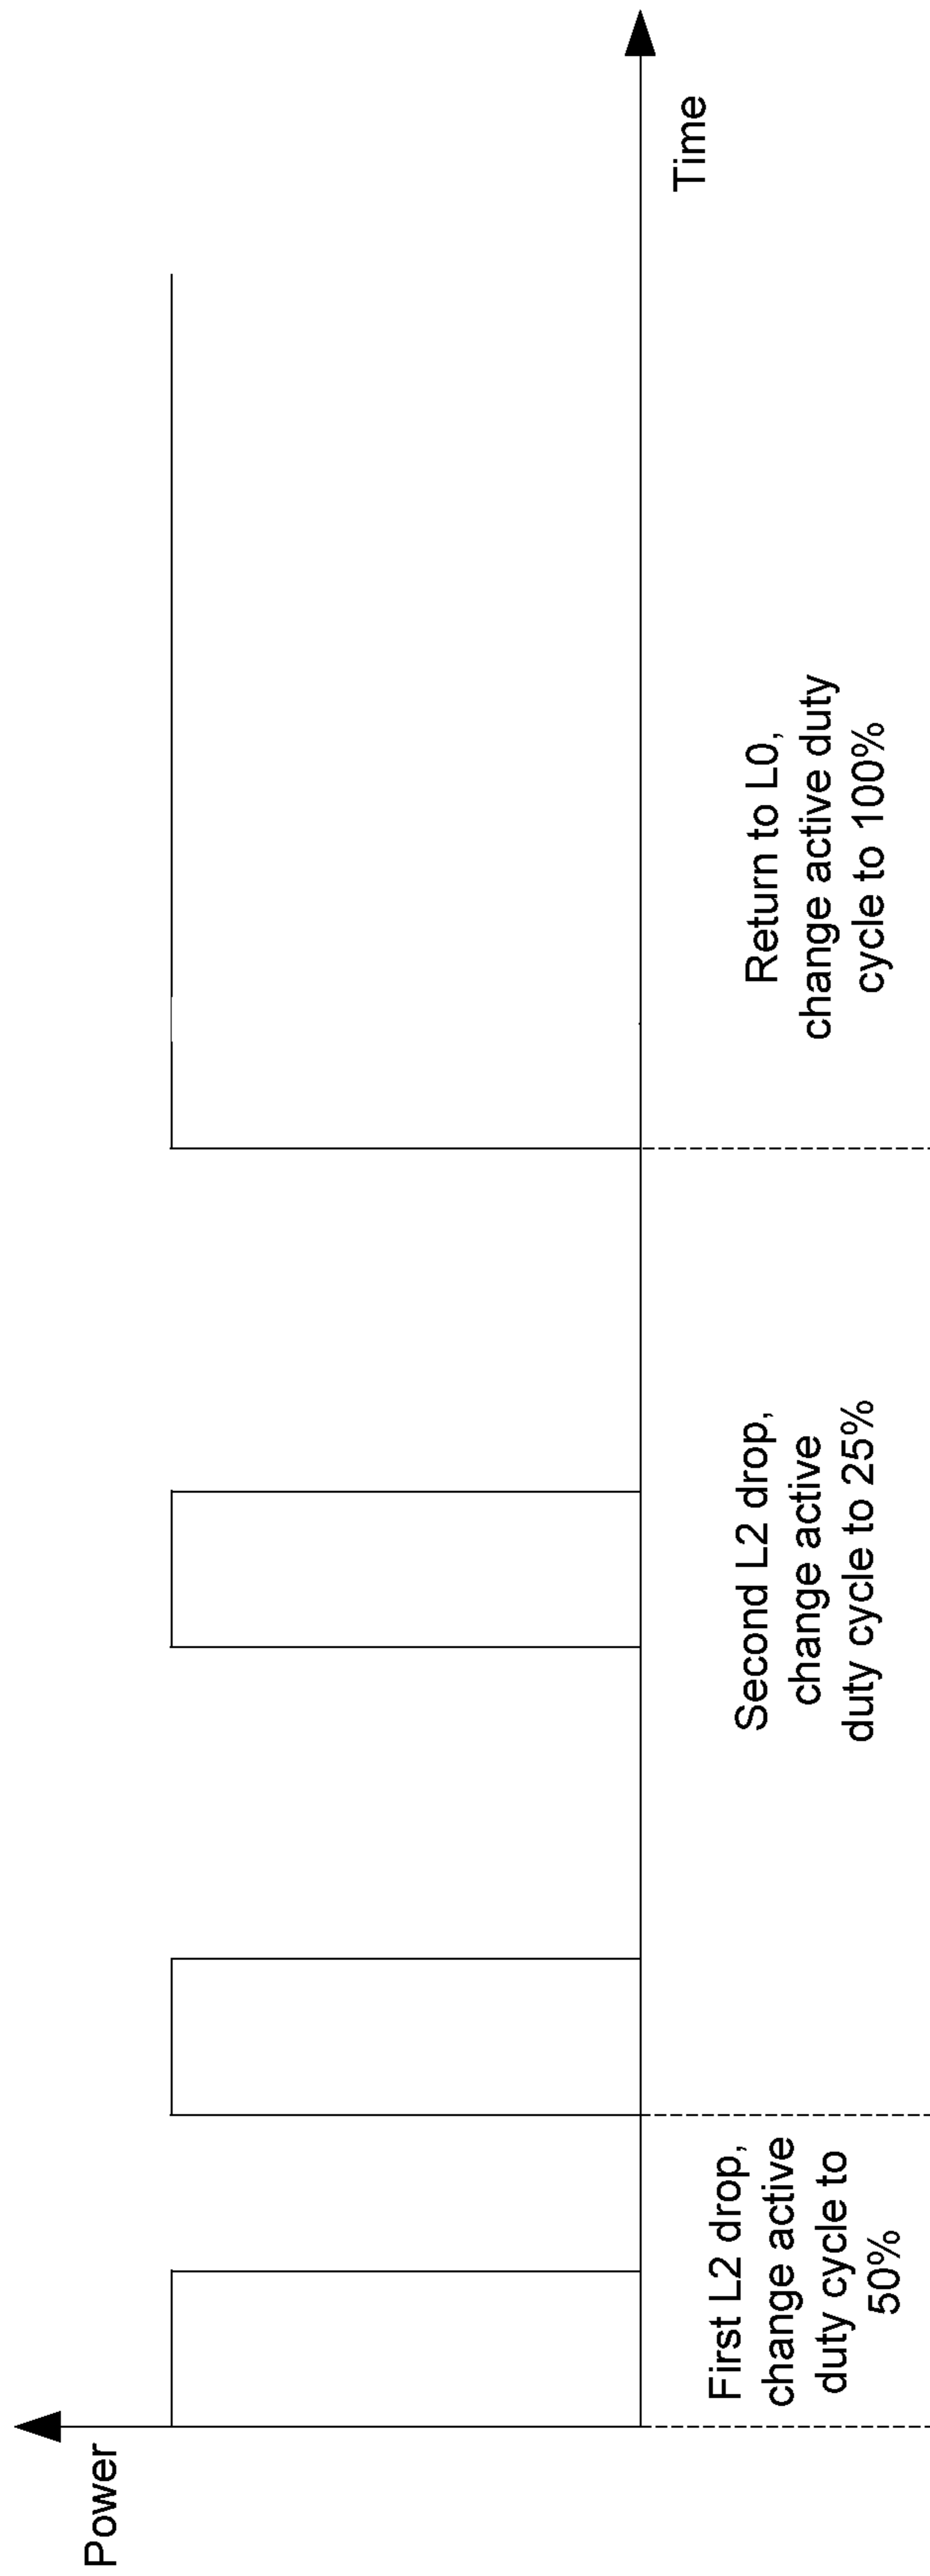 Power
First L2 drop,
change active
duty cycle to
50%
Second L2 drop,
change active
duty cycle to 25%
Return to L0,
change active duty
cycle to 100%
Time